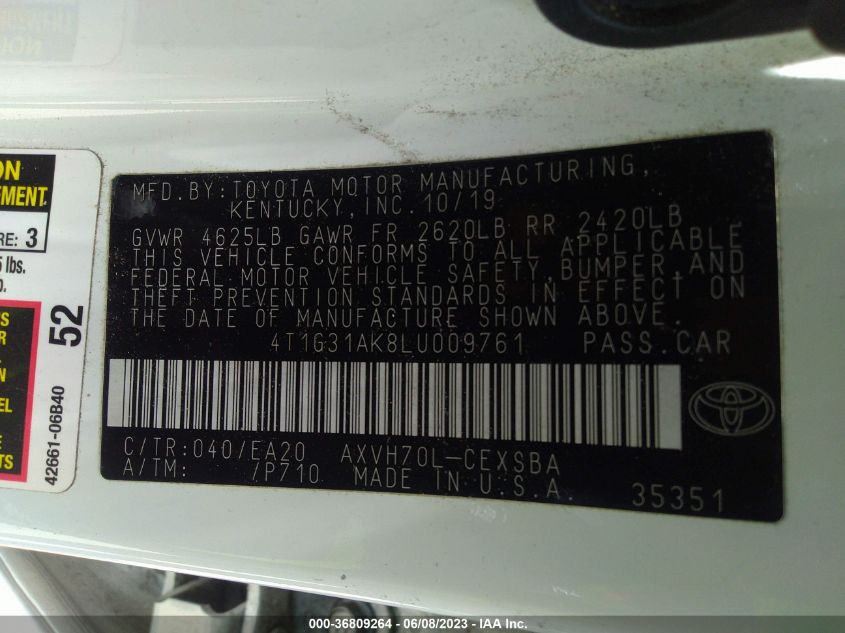 MFD. BY: TOYOTA MOTOR MANUFACTURING,
KENTUCKY, INC. 10/19
GVWR 4625LB GAWR FR 2620LB RR 2420LB
THIS VEHICLE CONFORMS TO ALL APPLICABLE
FEDERAL MOTOR VEHICLE SAFETY, BUMPER, AND
THEFT PREVENTION STANDARDS IN EFFECT ON
THE DATE OF MANUFACTURE SHOWN ABOVE.
4T1G31AK8LU009761 PASS. CAR
C/TR: 040/EA20 AXVH70L-CEXSBA
A/TM: /P710 MADE IN U.S.A.
35351
ON
EMENT
RE: 3
lbs.
52
42661-06B40
000-36809264 - 06/08/2023 - IAA Inc.